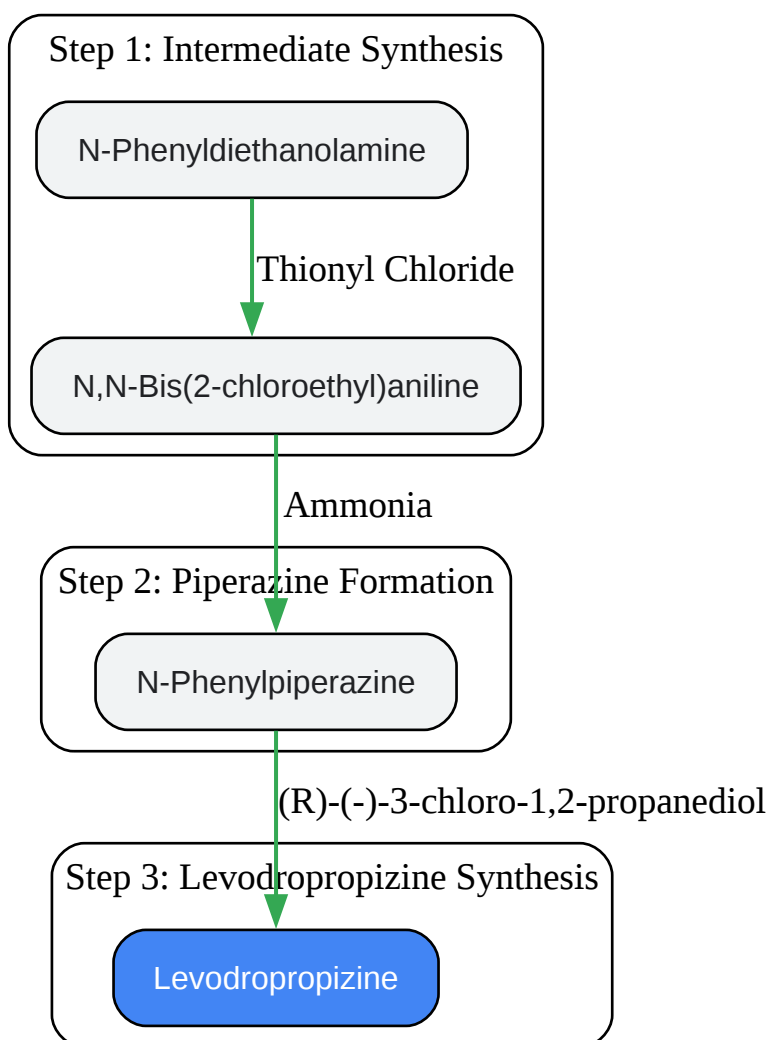 Step 1: Intermediate Synthesis
N-Phenyldiethanolamine
Thionyl Chloride
N,N-Bis(2-chloroethyl)aniline
Ammonia
Step 2: Piperazine Formation
N-Phenylpiperazine
(R)-(-)-3-chloro-1,2-propanediol
Step 3: Levodropropizine Synthesis
Levodropropizine